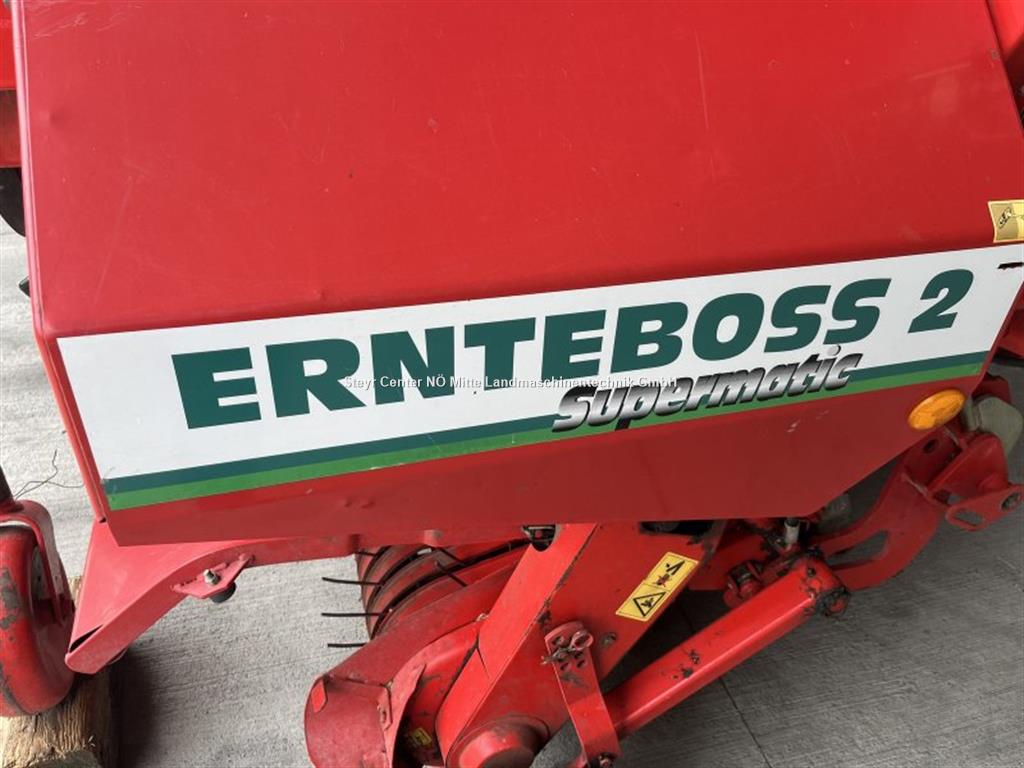 ERNTEBOSS 2
Steyr Center NÖ Mitte Landmaschinentechnik GmbH
Supermatic